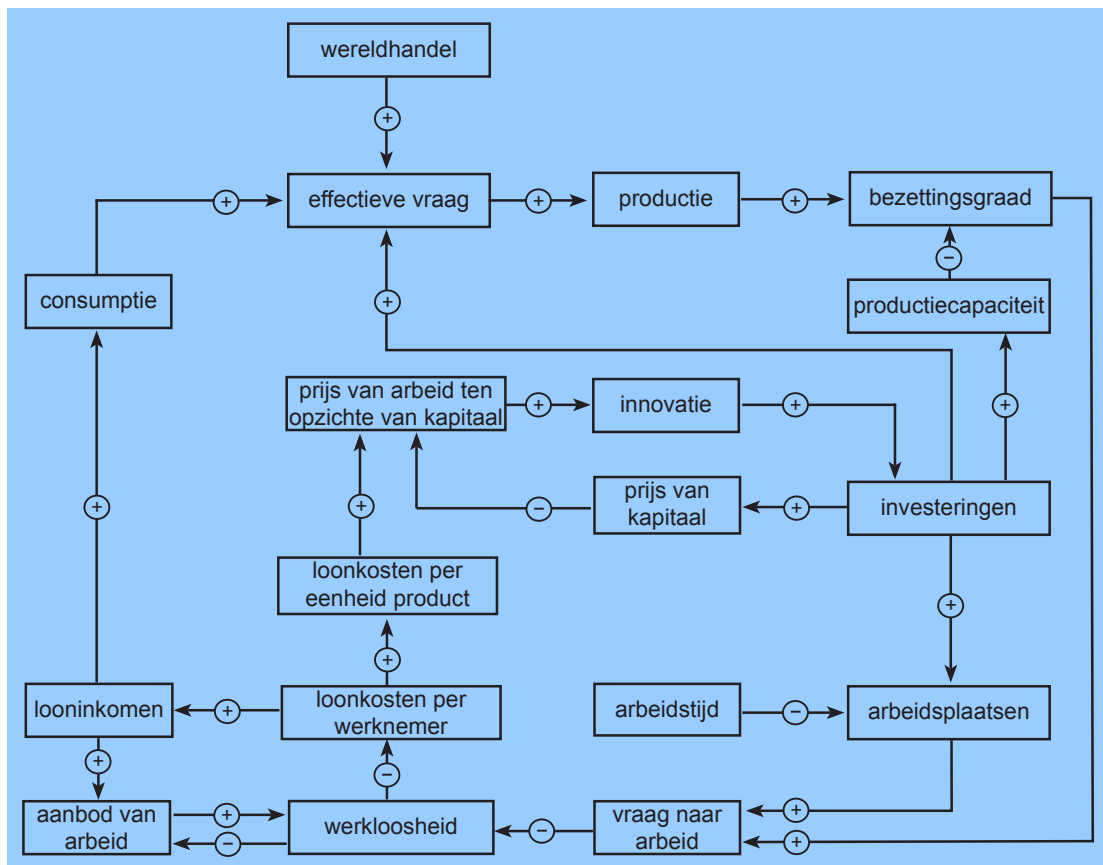 wereldhandel
+
effectieve vraag
+
productie
+
bezettingsgraad
+
−
consumptie
+
productiecapaciteit
prijs van arbeid ten
opzichte van kapitaal
+
innovatie
+
+
prijs van
kapitaal
−
+
investeringen
+
+
loonkosten per
eenheid product
+
+
looninkomen
+
loonkosten per
werknemer
arbeidstijd
−
arbeidsplaatsen
+
−
aanbod van
arbeid
+
−
werkloosheid
−
vraag naar
arbeid
+
+